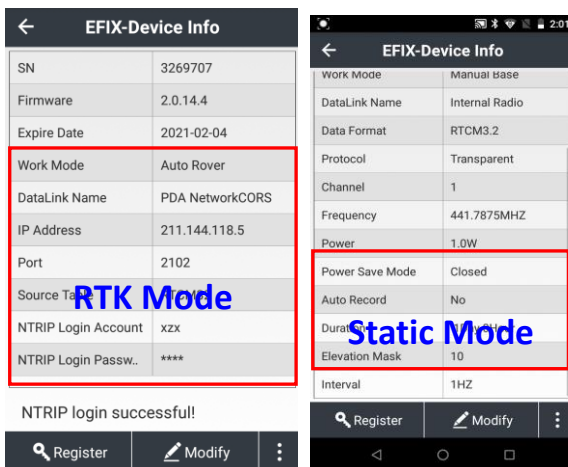 EFIX-Device Info
SN 3269707
Firmware 2.0.14.4
Expire Date 2021-02-04
Work Mode Auto Rover
DataLink Name PDA NetworkCORS
IP Address 211.144.118.5
Port 2102
Source
RTK Mode
NTRIP Login Account xzx
NTRIP Login Passw.. ****
NTRIP login successful!
Register Modify
2:01
EFIX-Device Info
Work Mode Manual Base
DataLink Name Internal Radio
Data Format RTCM3.2
Protocol Transparent
Channel 1
Frequency 441.7875MHZ
Power 1.0W
Power Save Mode Closed
Auto Record No
Static Mode
Elevation Mask 10
Interval 1HZ
Register Modify